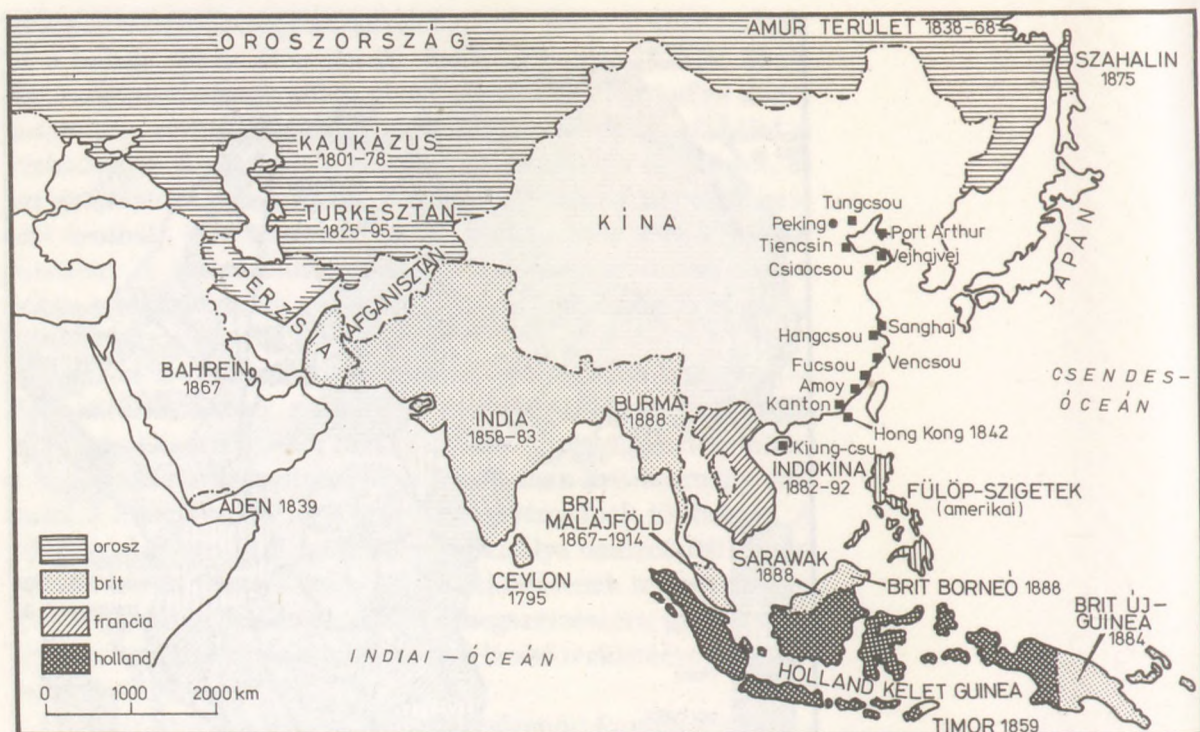 OROSZORSZÁG
AMUR TERÜLET 1838-68
SZAHALIN
1875
KAUKÁZUS
1801-78
TURKESZTÁN
1825-95
KÍNA
Tungcsou
Peking
Port Arthur
Tiencsin
Vejhajvej
Csiaocsou
JAPÁN
PERZSIA
AFGANISZTÁN
Sanghaj
Hangcsou
Fucsou
Vencsou
Amoy
Kanton
Hong Kong 1842
Kiung-csu
CSENDES-
ÓCEÁN
BAHREIN
1867
INDIA
1858-83
BURMA
1888
INDOKÍNA
1882-92
FÜLÖP-SZIGETEK
(amerikai)
ADEN 1839
BRIT
MALÁJFÖLD
1867-1914
CEYLON
1795
SARAWAK
1888
BRIT BORNEÓ 1888
BRIT ÚJ-
GUINEA
1884
orosz
brit
francia
holland
INDIAI-ÓCEÁN
HOLLAND KELET GUINEA
TIMOR 1859
0 1000 2000 km